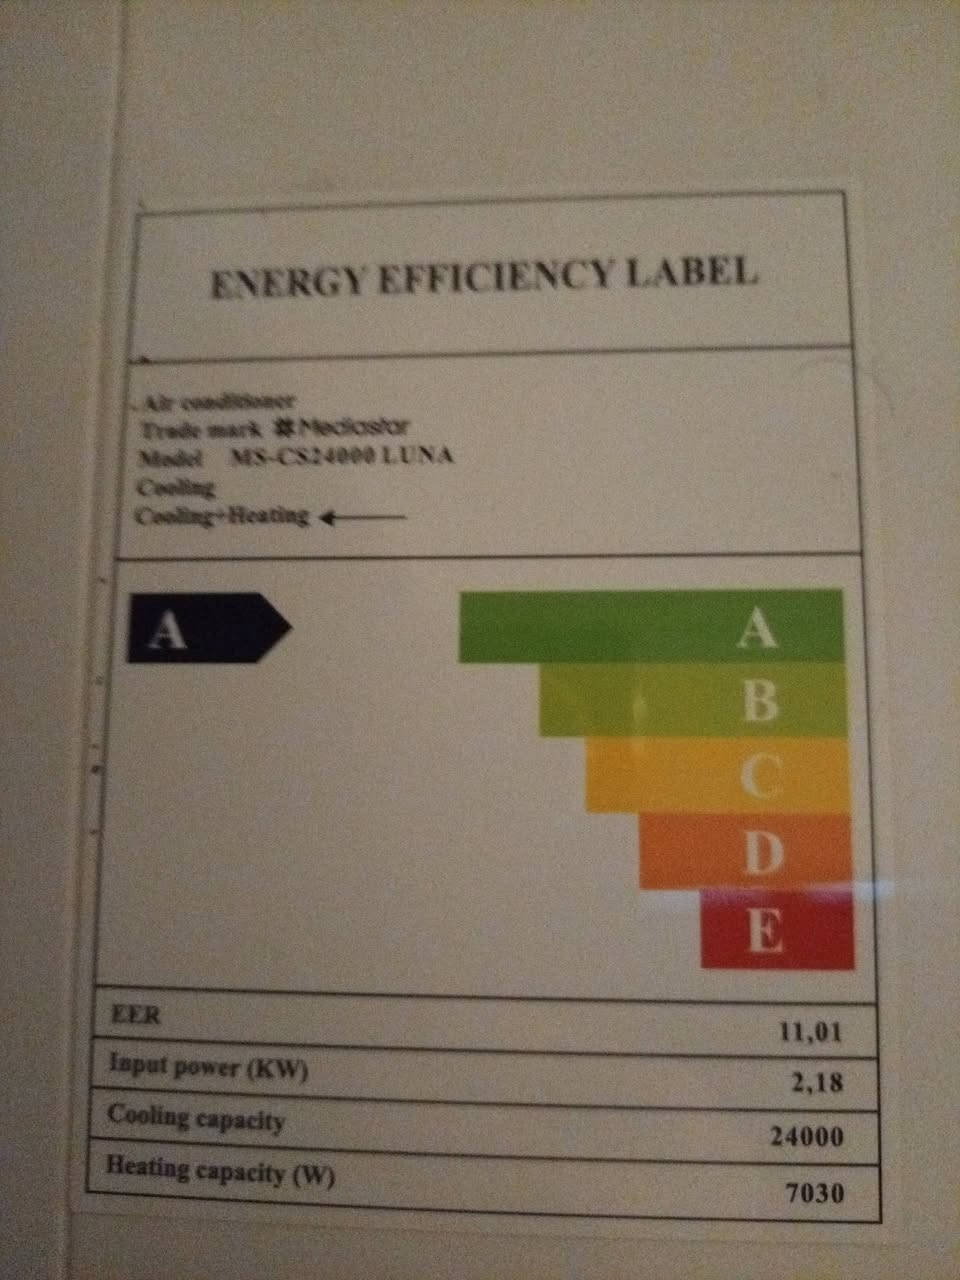 ENERGY EFFICIENCY LABEL
Air conditioner
Trade mark Mediastar
Model MS-CS24000 LUNA
Cooling
Cooling+Heating
A
A
B
C
D
E
EER 11,01
Input power (KW) 2,18
Cooling capacity 24000
Heating capacity (W) 7030